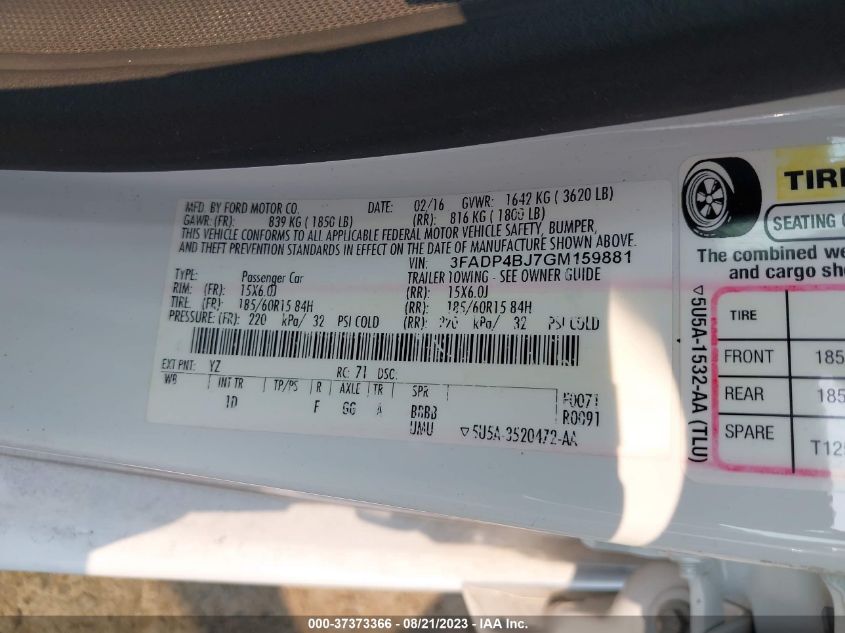 MFD. BY FORD MOTOR CO. DATE: 02/16 GVWR: 1642 KG ( 3620 LB)
GAWR: (FR): 839 KG ( 1850 LB) (RR): 816 KG ( 1800 LB)
THIS VEHICLE CONFORMS TO ALL APPLICABLE FEDERAL MOTOR VEHICLE SAFETY, BUMPER,
AND THEFT PREVENTION STANDARDS IN EFFECT ON THE DATE OF MANUFACTURE SHOWN ABOVE.
VIN: 3FADP4BJ7GM159881
TYPE: Passenger Car TRAILER TOWING - SEE OWNER GUIDE
RIM: (FR): 15X6.0J (RR): 15X6.0J
TIRE: (FR): 185/60R15 84H (RR): 185/60R15 84H
PRESSURE: (FR): 220 kPa/ 32 PSI COLD (RR): 220 kPa/ 32 PSI COLD
EXT PNT: YZ RC: 71 DSC:
WB INT TR TP/PS R AXLE TR SPR
1D F GG A BBBB
UMU
F0071
R0091
▽5U5A-3520472-AA
TIRE
SEATING
The combined
and cargo
▽5U5A-1532-AA (TLU)
TIRE
FRONT 185
REAR 185
SPARE T125
000-37373366 - 08/21/2023 - IAA Inc.